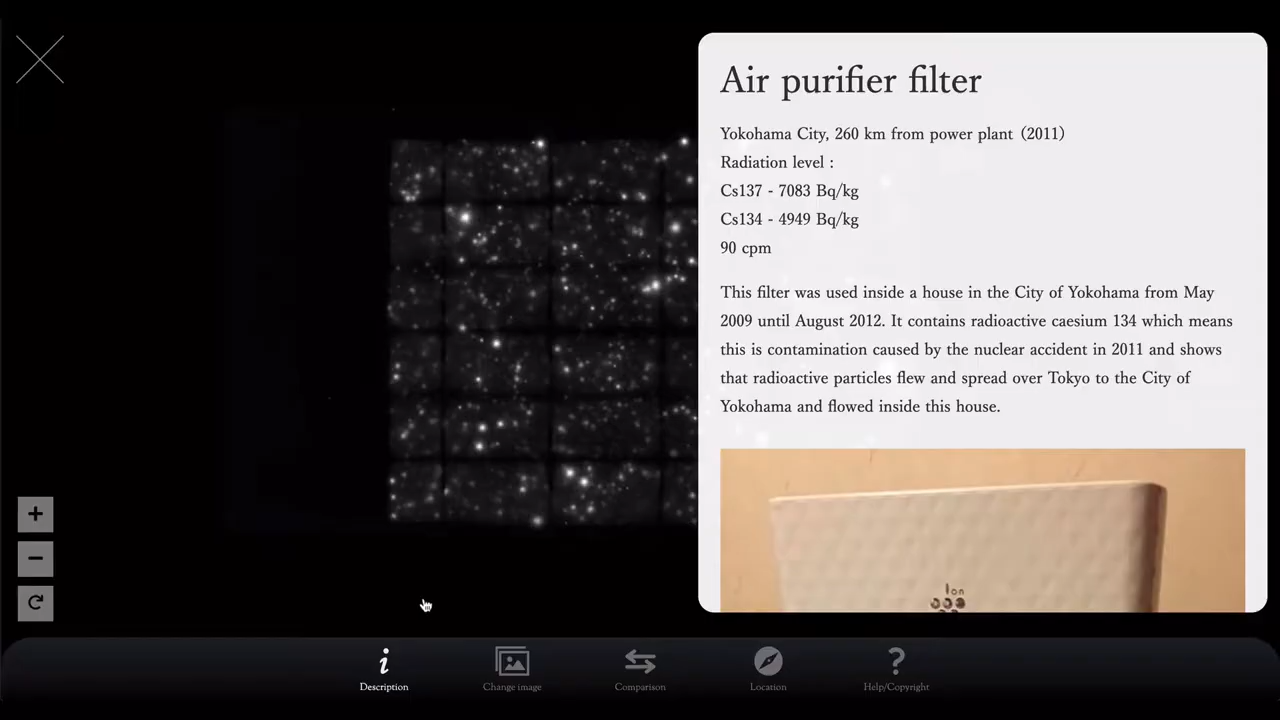 Air purifier filter
Yokohama City, 260 km from power plant (2011)
Radiation level :
Cs137 - 7083 Bq/kg
Cs134 - 4949 Bq/kg
90 cpm
This filter was used inside a house in the City of Yokohama from May
2009 until August 2012. It contains radioactive caesium 134 which means
this is contamination caused by the nuclear accident in 2011 and shows
that radioactive particles flew and spread over Tokyo to the City of
Yokohama and flowed inside this house.
Ion
Description
Change image
Comparison
Location
Help/Copyright